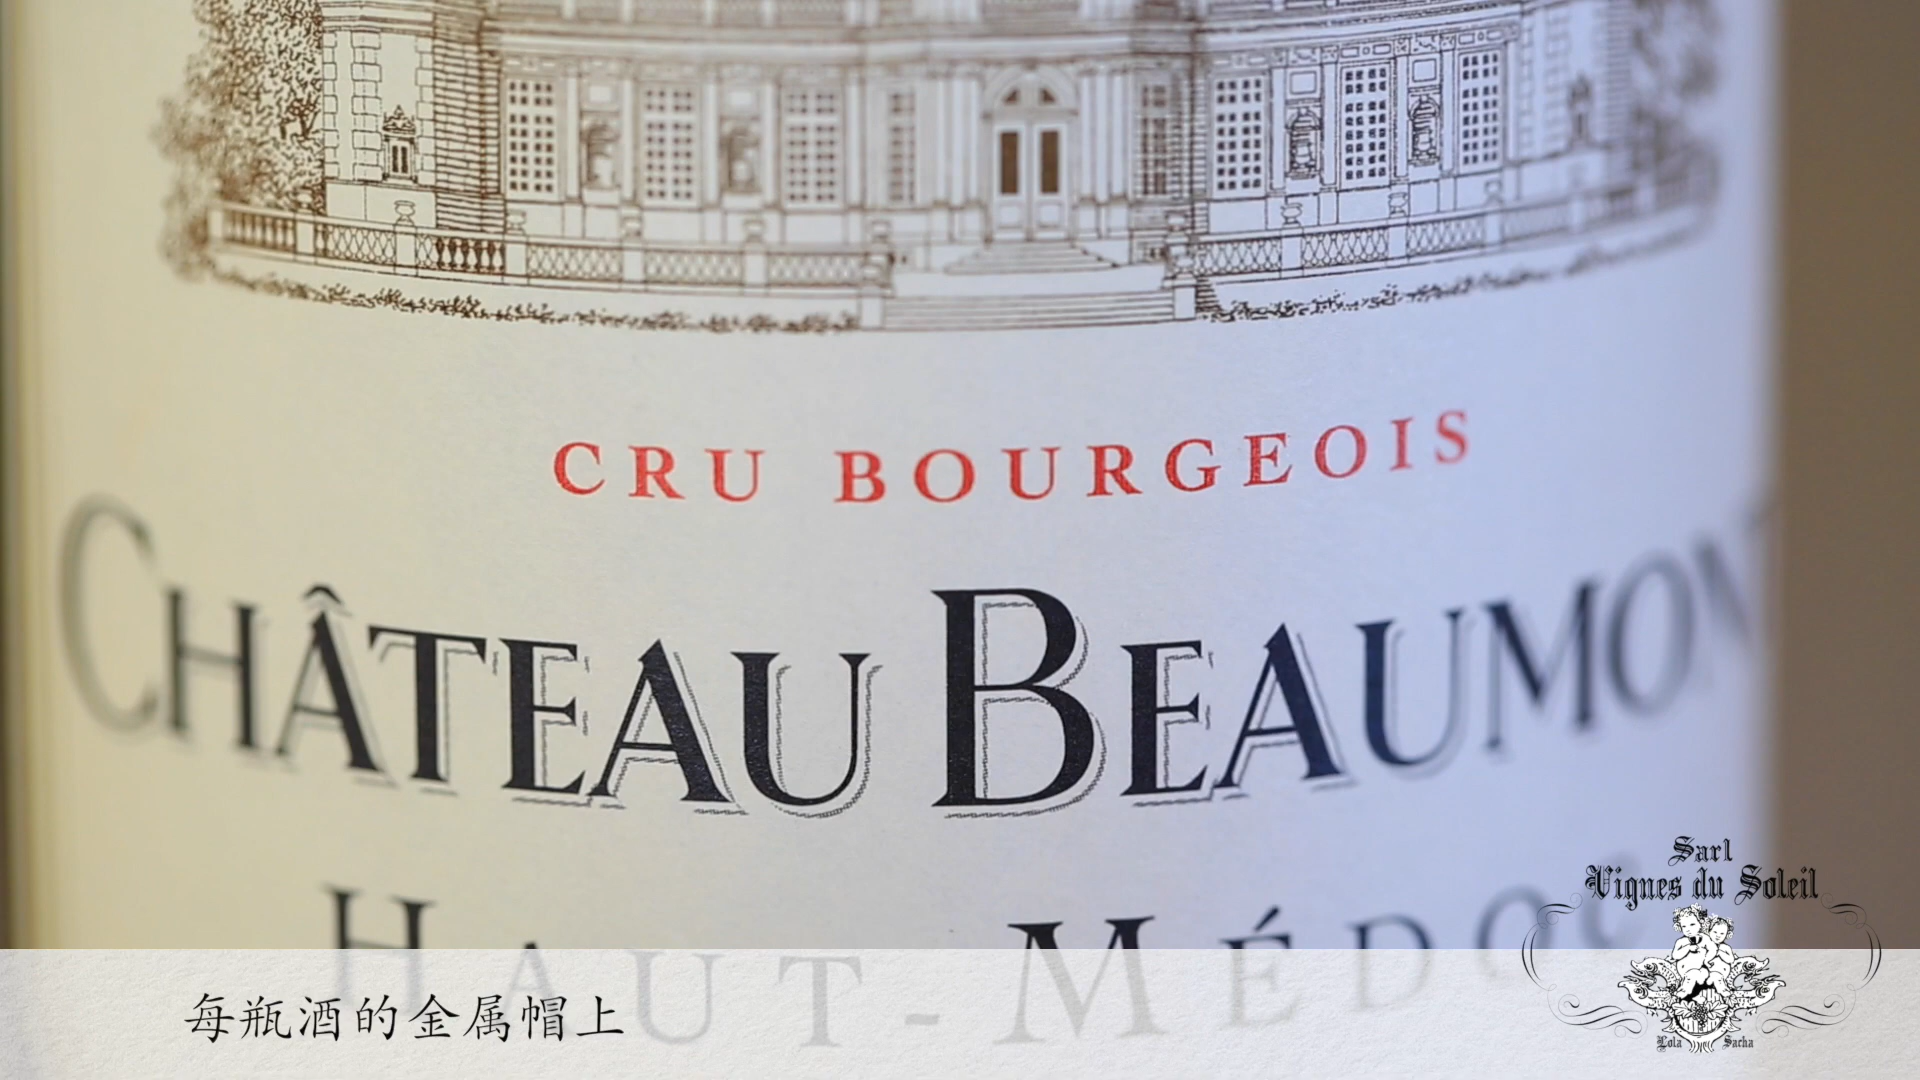 CRU BOURGEOIS
CHÂTEAU BEAUMON
HAUT-MÉDOC
Sarl
Vignes du Soleil
Lola Sacha
每瓶酒的金属帽上